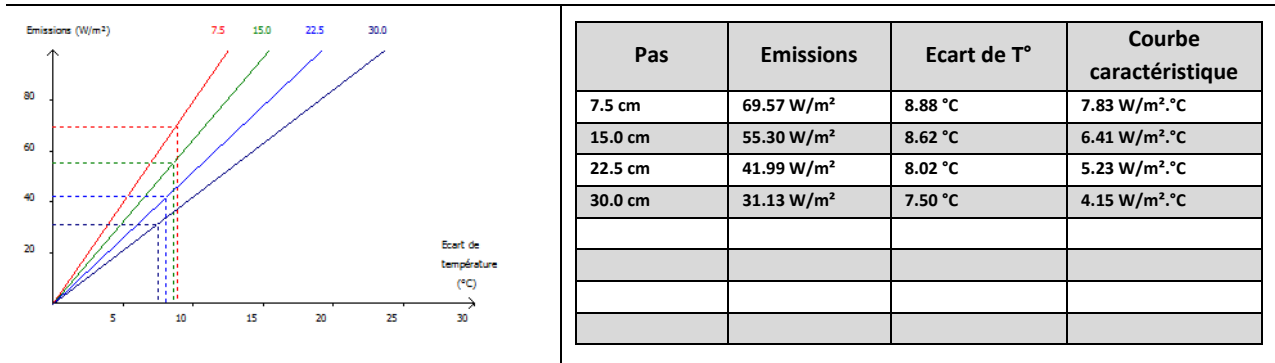 Emissions (W/m²) 7.5 15.0 22.5 30.0
80
60
40
20
Ecart de
température
(°C)
5 10 15 20 25 30
Pas Emissions Ecart de T° Courbe
caractéristique
7.5 cm 69.57 W/m² 8.88 °C 7.83 W/m².°C
15.0 cm 55.30 W/m² 8.62 °C 6.41 W/m².°C
22.5 cm 41.99 W/m² 8.02 °C 5.23 W/m².°C
30.0 cm 31.13 W/m² 7.50 °C 4.15 W/m².°C